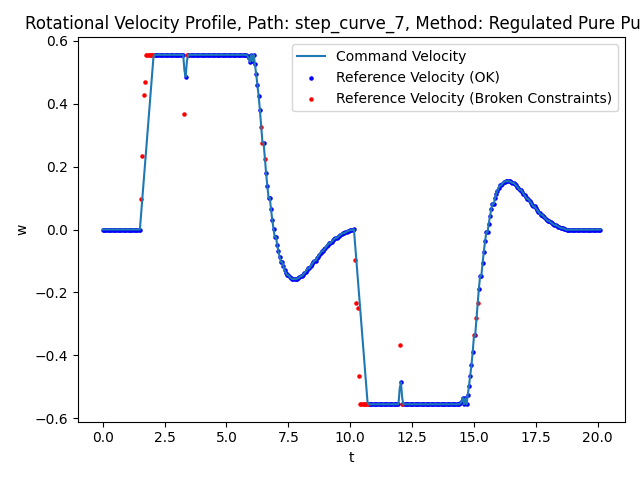 Rotational Velocity Profile, Path: step_curve_7, Method: Regulated Pure Pu
Command Velocity
Reference Velocity (OK)
Reference Velocity (Broken Constraints)
0.6
0.4
0.2
0.0
−0.2
−0.4
−0.6
w
0.0 2.5 5.0 7.5 10.0 12.5 15.0 17.5 20.0
t